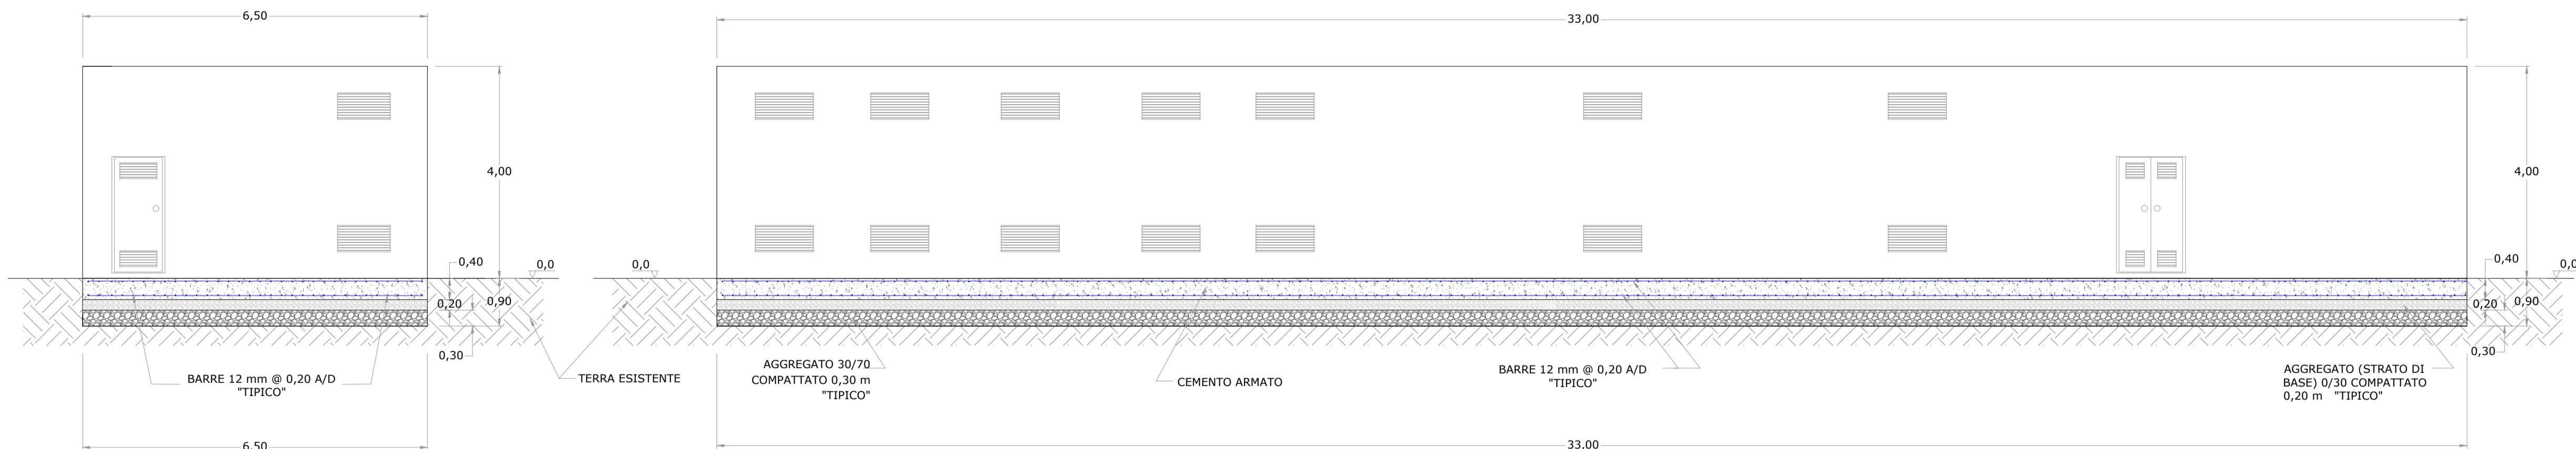 6,50
33,00
4,00
4,00
0,40
0,0
0,0
0,40
0,0
0,20
0,90
0,20
0,90
0,30
0,30
BARRE 12 mm @ 0,20 A/D
"TIPICO"
TERRA ESISTENTE
AGGREGATO 30/70
COMPATTATO 0,30 m
"TIPICO"
CEMENTO ARMATO
BARRE 12 mm @ 0,20 A/D
"TIPICO"
AGGREGATO (STRATO DI
BASE) 0/30 COMPATTATO
0,20 m "TIPICO"
6,50
33,00